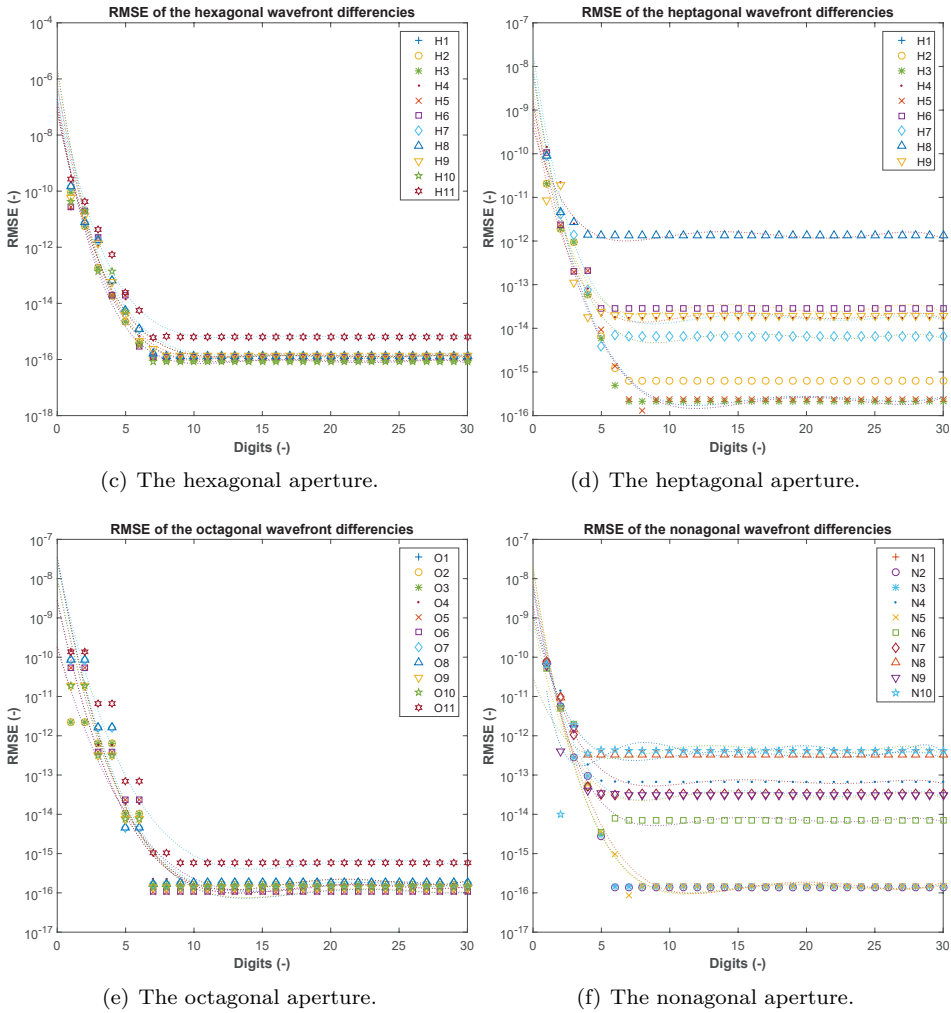 RMSE of the hexagonal wavefront differencies
10^-4
10^-6
10^-8
10^-10
10^-12
10^-14
10^-16
10^-18
RMSE (-)
0 5 10 15 20 25 30
Digits (-)
H1
H2
H3
H4
H5
H6
H7
H8
H9
H10
H11
(c) The hexagonal aperture.
RMSE of the heptagonal wavefront differencies
10^-7
10^-8
10^-9
10^-10
10^-11
10^-12
10^-13
10^-14
10^-15
10^-16
RMSE (-)
0 5 10 15 20 25 30
Digits (-)
H1
H2
H3
H4
H5
H6
H7
H8
H9
(d) The heptagonal aperture.
RMSE of the octagonal wavefront differencies
10^-7
10^-8
10^-9
10^-10
10^-11
10^-12
10^-13
10^-14
10^-15
10^-16
10^-17
RMSE (-)
0 5 10 15 20 25 30
Digits (-)
O1
O2
O3
O4
O5
O6
O7
O8
O9
O10
O11
(e) The octagonal aperture.
RMSE of the nonagonal wavefront differencies
10^-7
10^-8
10^-9
10^-10
10^-11
10^-12
10^-13
10^-14
10^-15
10^-16
10^-17
RMSE (-)
0 5 10 15 20 25 30
Digits (-)
N1
N2
N3
N4
N5
N6
N7
N8
N9
N10
(f) The nonagonal aperture.